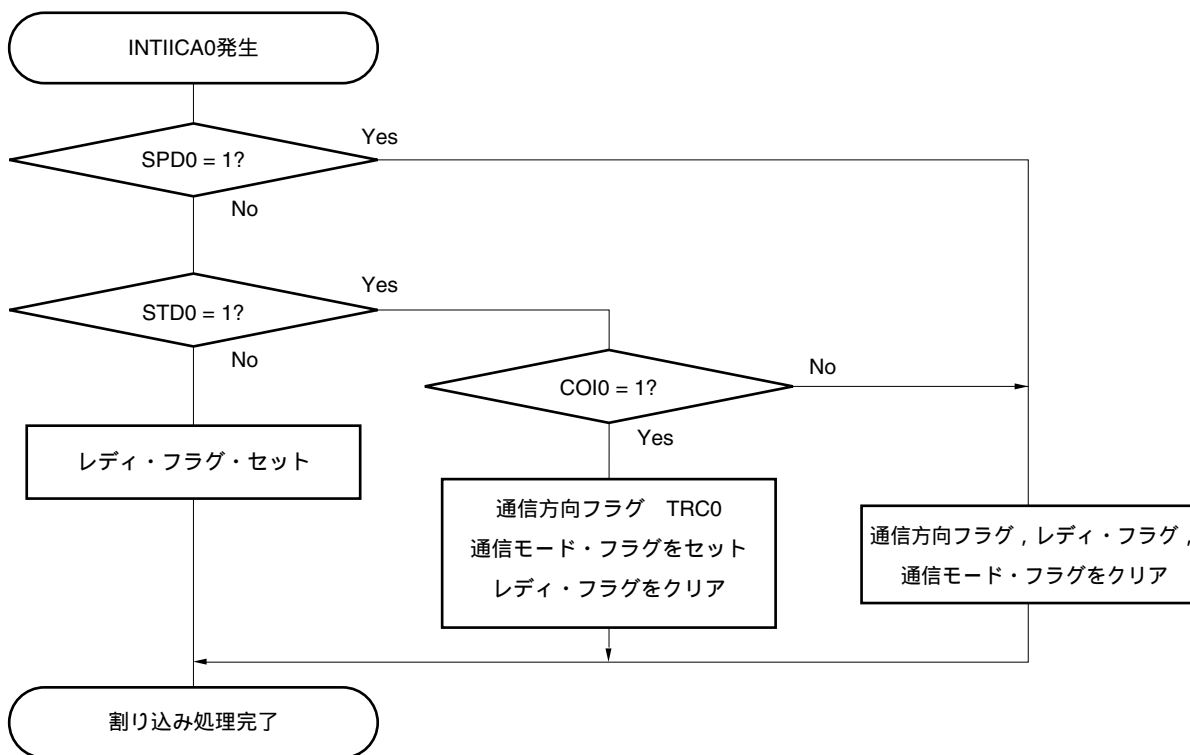 INTIICA0発生
SPD0 = 1?
Yes
No
STD0 = 1?
Yes
No
COI0 = 1?
No
Yes
レディ・フラグ・セット
通信方向フラグ　TRC0
通信モード・フラグをセット
レディ・フラグをクリア
通信方向フラグ，レディ・フラグ，
通信モード・フラグをクリア
割り込み処理完了